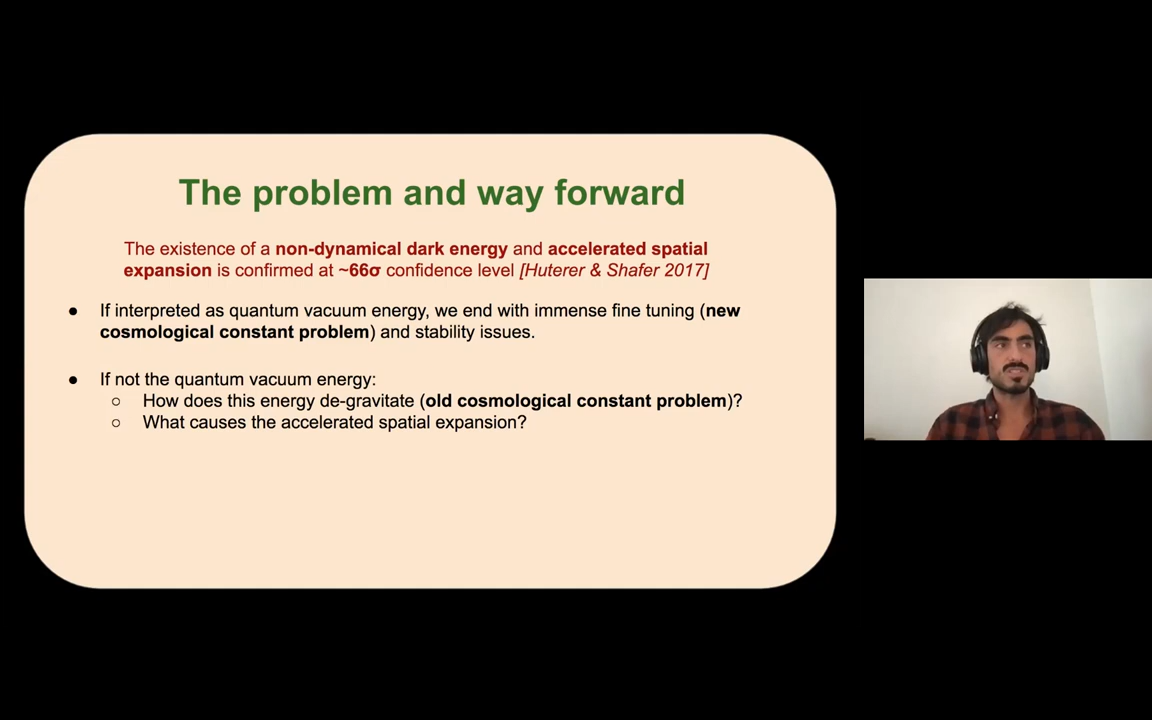 The problem and way forward
The existence of a non-dynamical dark energy and accelerated spatial
expansion is confirmed at ~66σ confidence level [Huterer & Shafer 2017]
● If interpreted as quantum vacuum energy, we end with immense fine tuning (new
cosmological constant problem) and stability issues.
● If not the quantum vacuum energy:
○ How does this energy de-gravitate (old cosmological constant problem)?
○ What causes the accelerated spatial expansion?